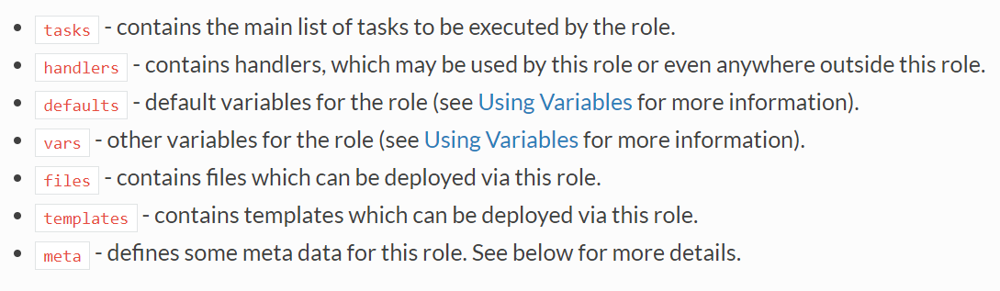 tasks - contains the main list of tasks to be executed by the role.
handlers - contains handlers, which may be used by this role or even anywhere outside this role.
defaults - default variables for the role (see Using Variables for more information).
vars - other variables for the role (see Using Variables for more information).
files - contains files which can be deployed via this role.
templates - contains templates which can be deployed via this role.
meta - defines some meta data for this role. See below for more details.